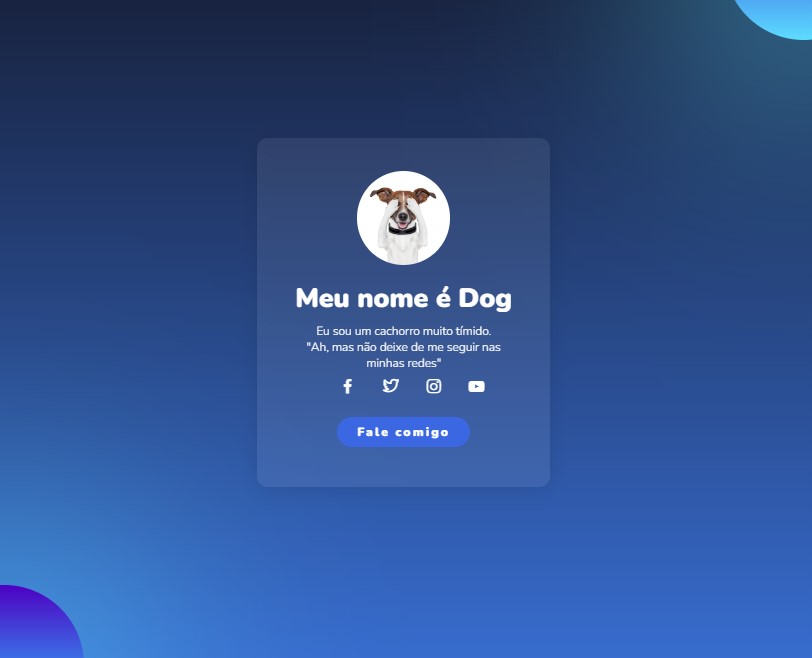 Meu nome é Dog
Eu sou um cachorro muito tímido.
"Ah, mas não deixe de me seguir nas
minhas redes"
Fale comigo